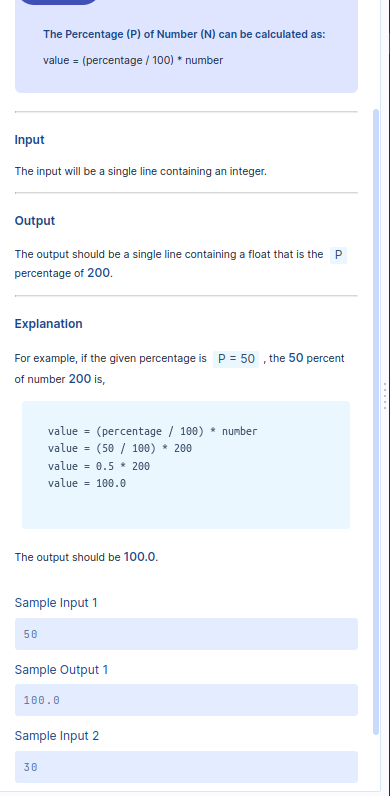 The Percentage (P) of Number (N) can be calculated as:
value = (percentage / 100) * number
Input
The input will be a single line containing an integer.
Output
The output should be a single line containing a float that is the P
percentage of 200.
Explanation
For example, if the given percentage is P = 50 , the 50 percent
of number 200 is,
value = (percentage / 100) * number
value = (50 / 100) * 200
value = 0.5 * 200
value = 100.0
The output should be 100.0.
Sample Input 1
50
Sample Output 1
100.0
Sample Input 2
30